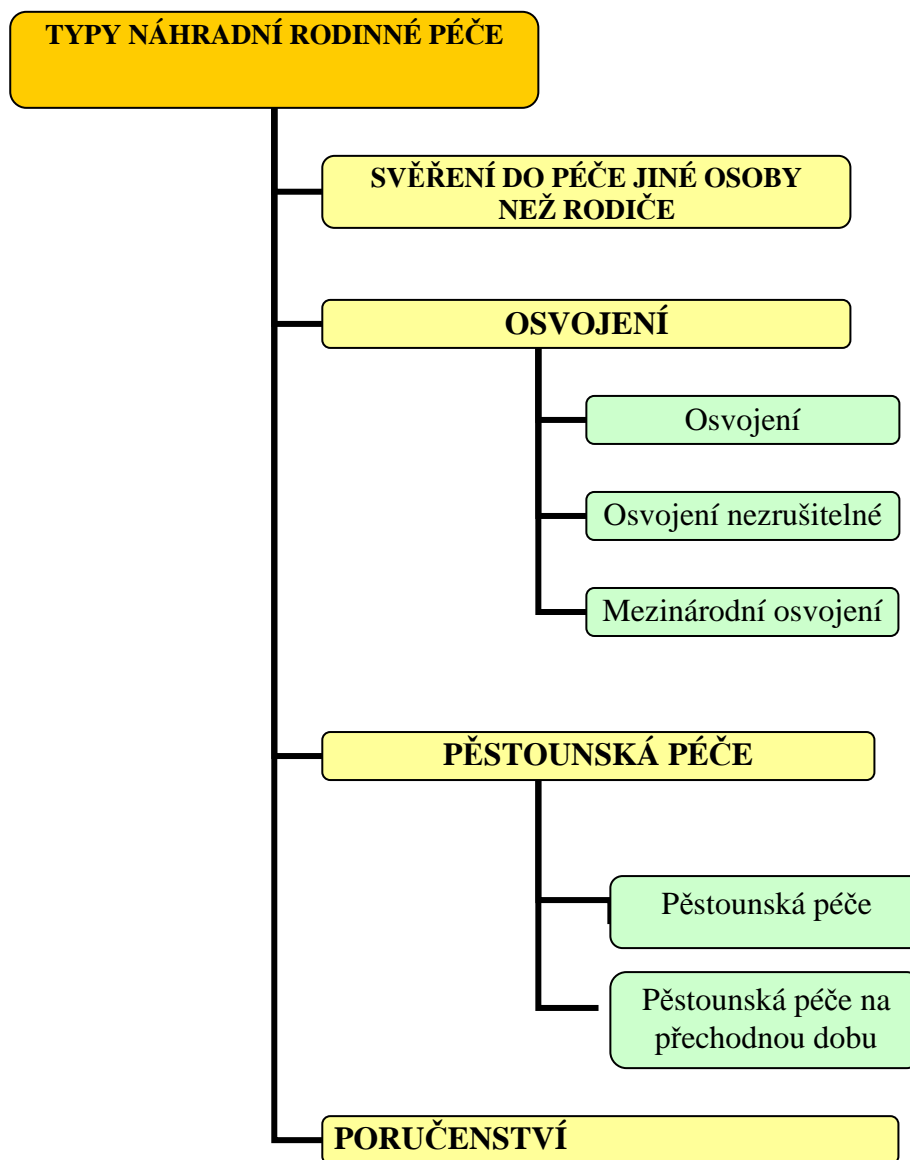 TYPY NÁHRADNÍ RODINNÉ PÉČE
SVĚŘENÍ DO PÉČE JINÉ OSOBY
NEŽ RODIČE
OSVOJENÍ
Osvojení
Osvojení nezrušitelné
Mezinárodní osvojení
PĚSTOUNSKÁ PÉČE
Pěstounská péče
Pěstounská péče na
přechodnou dobu
PORUČENSTVÍ